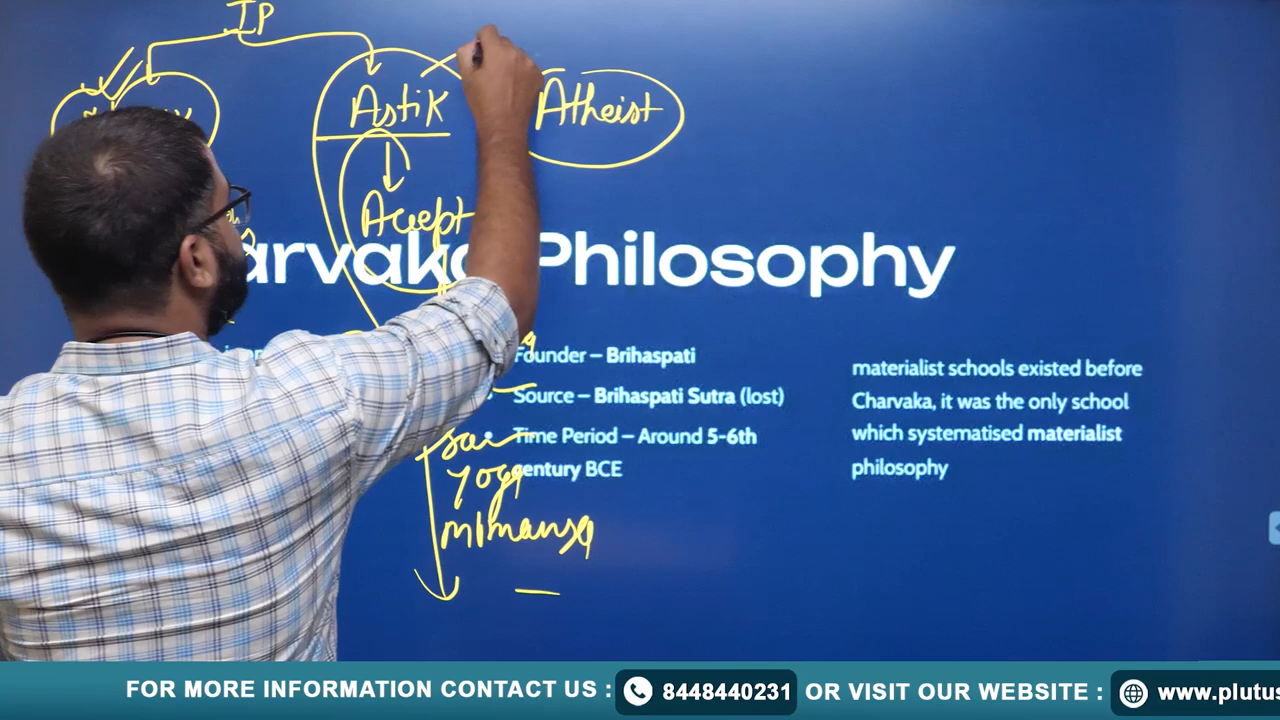 IP
Astik
Atheist
Accept
Charvaka Philosophy
Founder – Brihaspati
Source – Brihaspati Sutra (lost)
Time Period – Around 5-6th
century BCE
materialist schools existed before
Charvaka, it was the only school
which systematised materialist
philosophy
Yoga
mimansa
FOR MORE INFORMATION CONTACT US : 8448440231 OR VISIT OUR WEBSITE : www.plutus